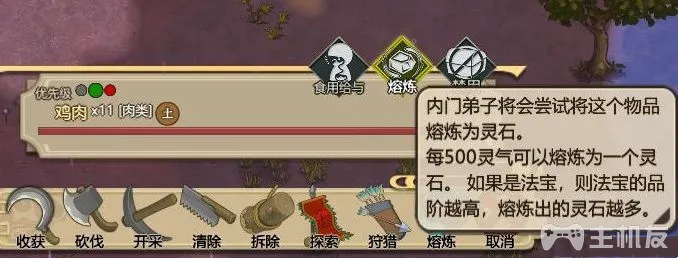 食用给与 熔炼 禁用
优先级
鸡肉 x11 [肉类] 土
内门弟子将会尝试将这个物品
熔炼为灵石。
每500灵气可以熔炼为一个灵
石。 如果是法宝，则法宝的品
阶越高，熔炼出的灵石越多。
收获 砍伐 开采 清除 拆除 探索 狩猎 熔炼 取消
主机友